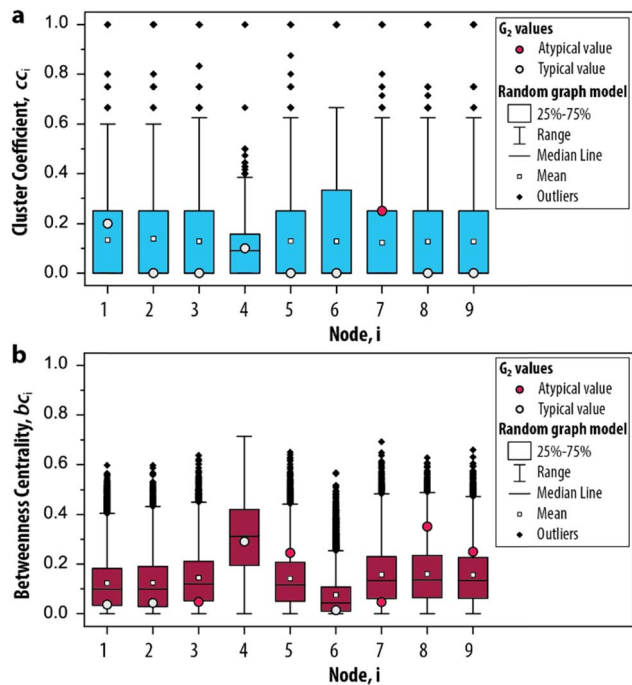 a
Cluster Coefficient, cci
1.0
0.8
0.6
0.4
0.2
0.0
1 2 3 4 5 6 7 8 9
Node, i
G2 values
Atypical value
Typical value
Random graph model
25%-75%
Range
Median Line
Mean
Outliers
b
Betweenness Centrality, bci
1.0
0.8
0.6
0.4
0.2
0.0
1 2 3 4 5 6 7 8 9
Node, i
G2 values
Atypical value
Typical value
Random graph model
25%-75%
Range
Median Line
Mean
Outliers